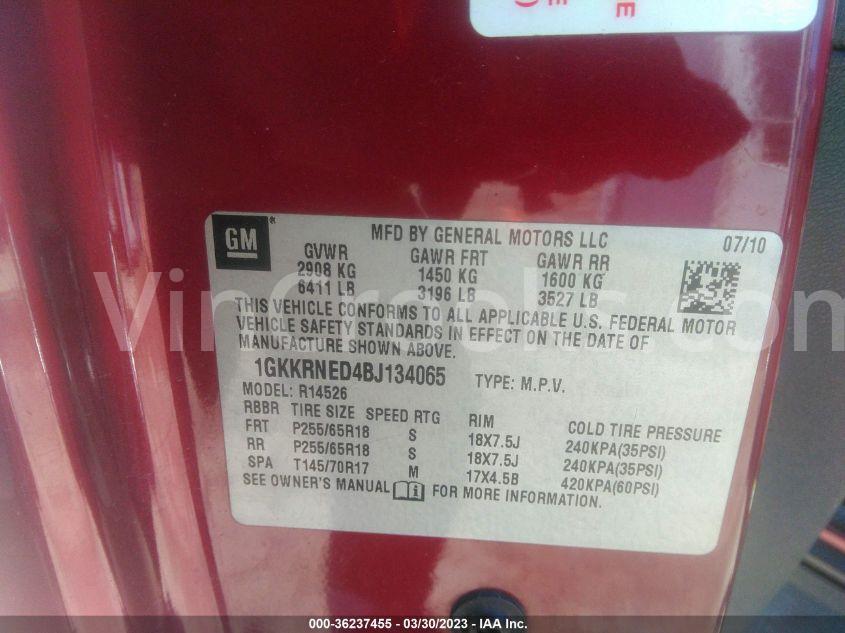 E
E
)
GM
MFD BY GENERAL MOTORS LLC 07/10
GVWR GAWR FRT GAWR RR
2908 KG 1450 KG 1600 KG
6411 LB 3196 LB 3527 LB
THIS VEHICLE CONFORMS TO ALL APPLICABLE U.S. FEDERAL MOTOR
VEHICLE SAFETY STANDARDS IN EFFECT ON THE DATE OF
MANUFACTURE SHOWN ABOVE.
1GKKRNED4BJ134065 TYPE: M.P.V.
MODEL: R14526
RBBR TIRE SIZE SPEED RTG RIM COLD TIRE PRESSURE
FRT P255/65R18 S 18X7.5J 240KPA(35PSI)
RR P255/65R18 S 18X7.5J 240KPA(35PSI)
SPA T145/70R17 M 17X4.5B 420KPA(60PSI)
SEE OWNER'S MANUAL i FOR MORE INFORMATION.
000-36237455 — 03/30/2023 — IAA Inc.